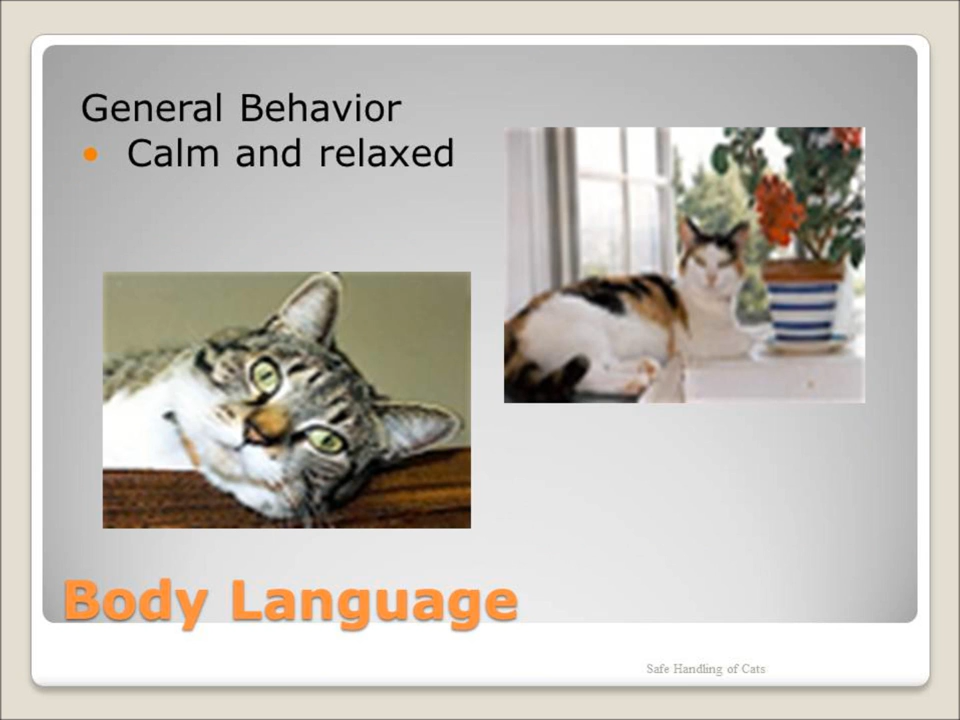 General Behavior
• Calm and relaxed
Body Language
Safe Handling of Cats